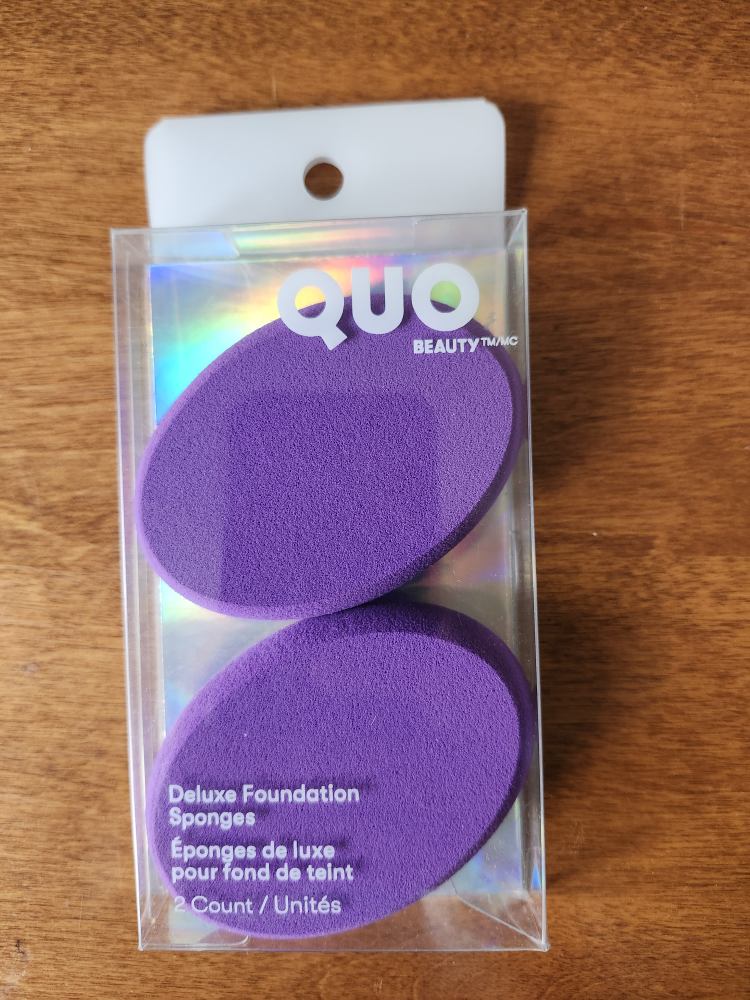 QUO
BEAUTY™/MC
Deluxe Foundation
Sponges
Éponges de luxe
pour fond de teint
2 Count / Unités